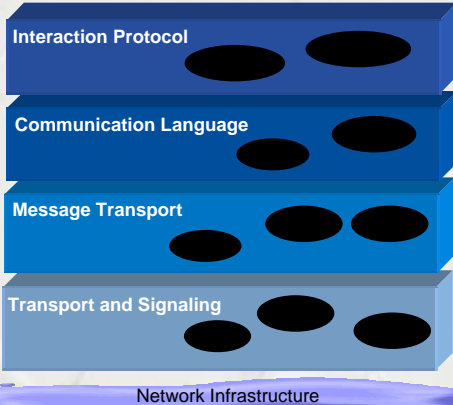 Interaction Protocol
Communication Language
Message Transport
Transport and Signaling
Network Infrastructure